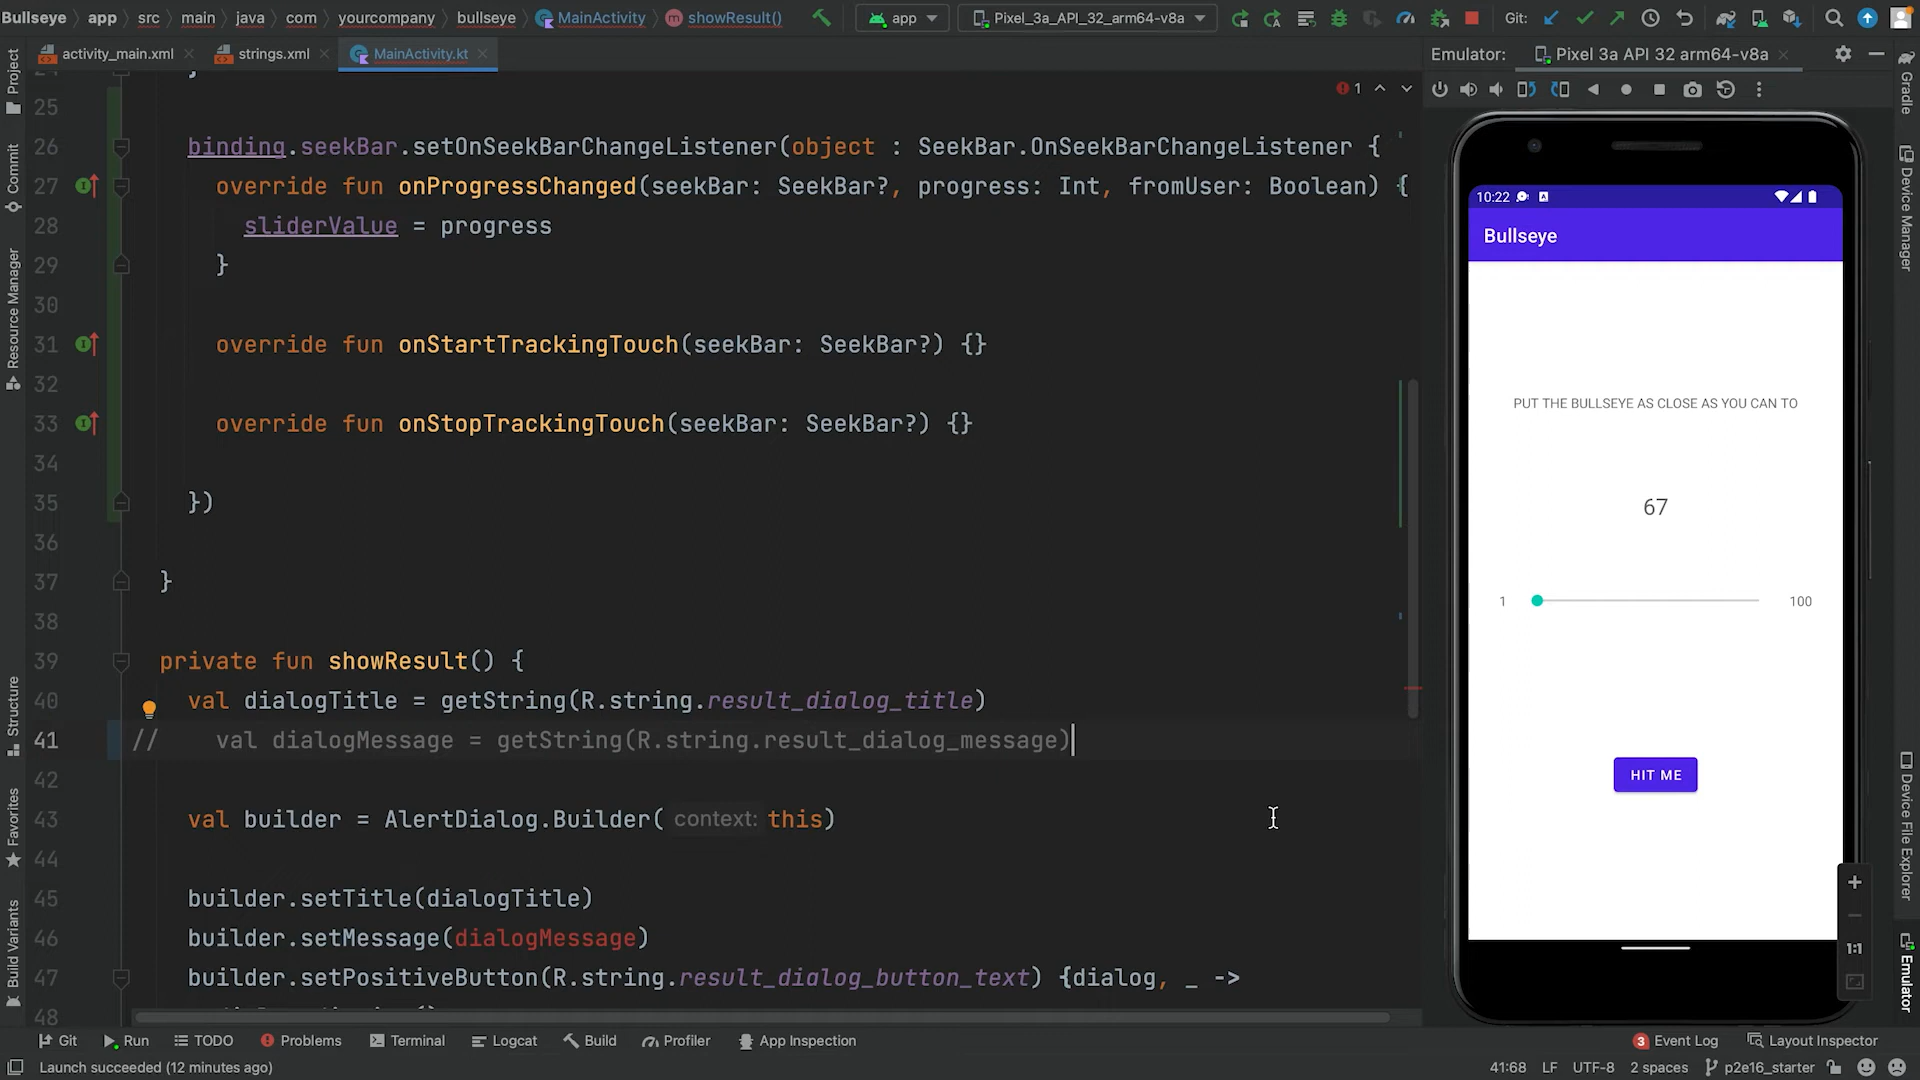 Bullseye app src main java com yourcompany bullseye MainActivity showResult() app Pixel_3a_API_32_arm64-v8a Git:
activity_main.xml strings.xml MainActivity.kt Emulator: Pixel 3a API 32 arm64-v8a
1
25
26 binding.seekBar.setOnSeekBarChangeListener(object : SeekBar.OnSeekBarChangeListener {
27 override fun onProgressChanged(seekBar: SeekBar?, progress: Int, fromUser: Boolean) {
28 sliderValue = progress
29 }
30
31 override fun onStartTrackingTouch(seekBar: SeekBar?) {}
32
33 override fun onStopTrackingTouch(seekBar: SeekBar?) {}
34
35 })
36
37 }
38
39 private fun showResult() {
40 val dialogTitle = getString(R.string.result_dialog_title)
41 // val dialogMessage = getString(R.string.result_dialog_message)
42
43 val builder = AlertDialog.Builder( context: this)
44
45 builder.setTitle(dialogTitle)
46 builder.setMessage(dialogMessage)
47 builder.setPositiveButton(R.string.result_dialog_button_text) {dialog, _ ->
48
Project
Commit
Resource Manager
Structure
Favorites
Build Variants
10:22
Bullseye
PUT THE BULLSEYE AS CLOSE AS YOU CAN TO
67
1 100
HIT ME
1:1
Gradle
Device Manager
Device File Explorer
Emulator
Git Run TODO Problems Terminal Logcat Build Profiler App Inspection 3 Event Log Layout Inspector
Launch succeeded (12 minutes ago) 41:68 LF UTF-8 2 spaces p2e16_starter